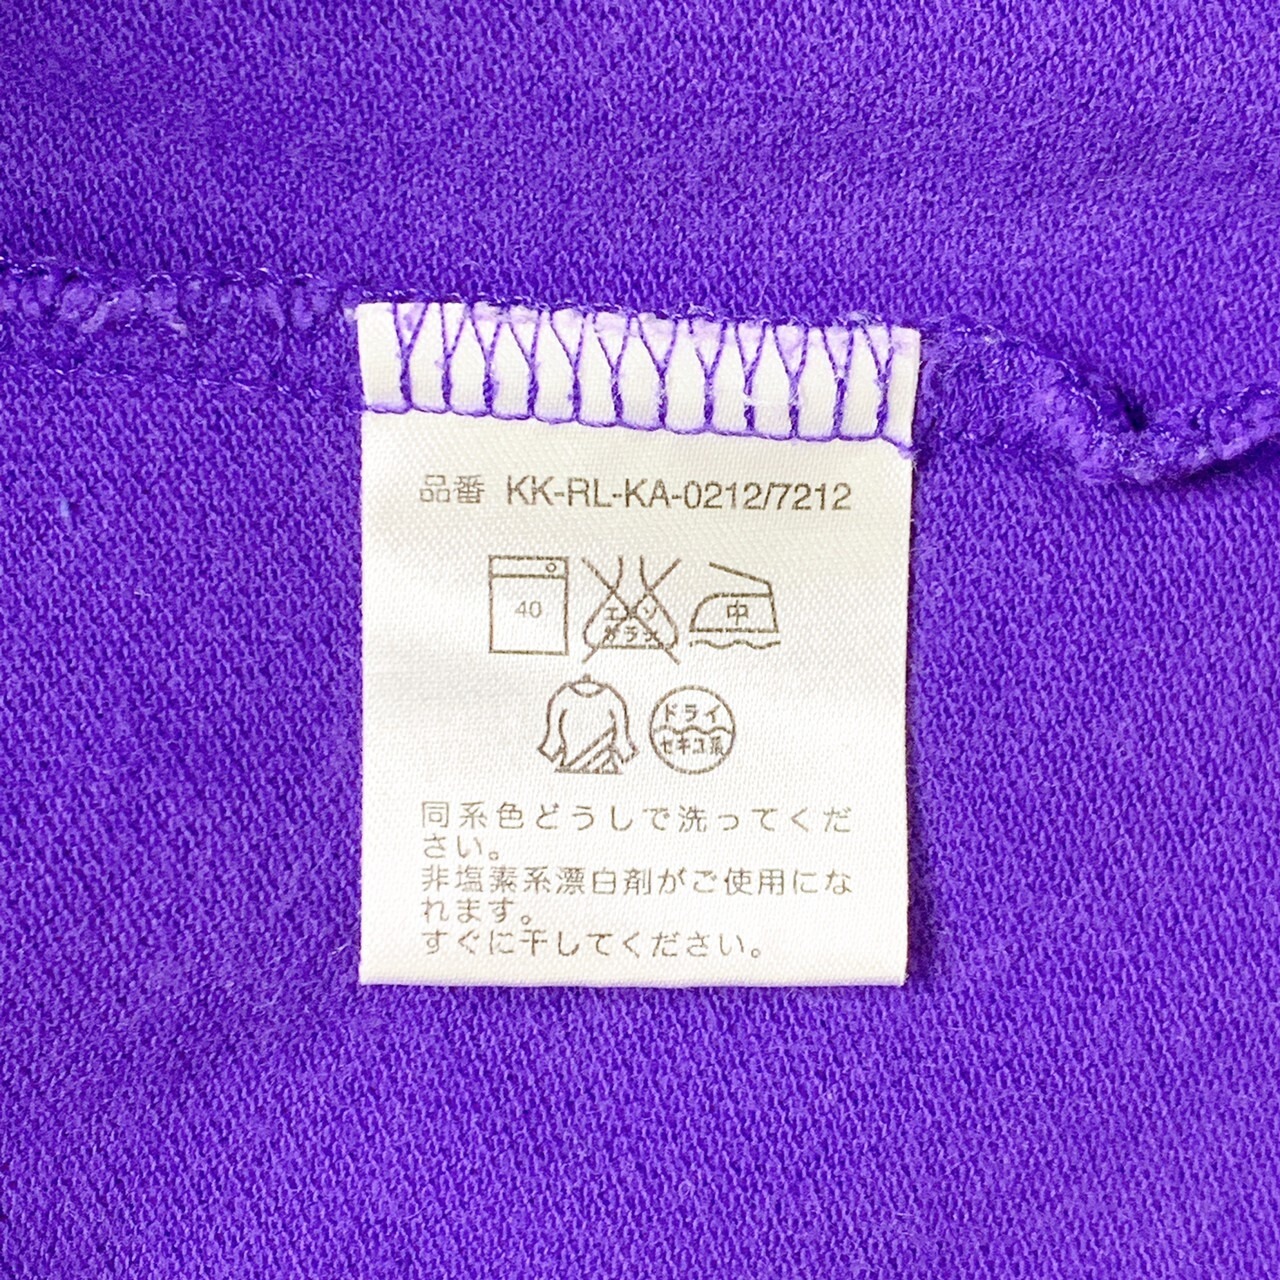 品番 KK-RL-KA-0212/7212
40
エンソ
サラシ
中
ドライ
セキユ系
同系色どうしで洗ってくだ
さい。
非塩素系漂白剤がご使用にな
れます。
すぐに干してください。